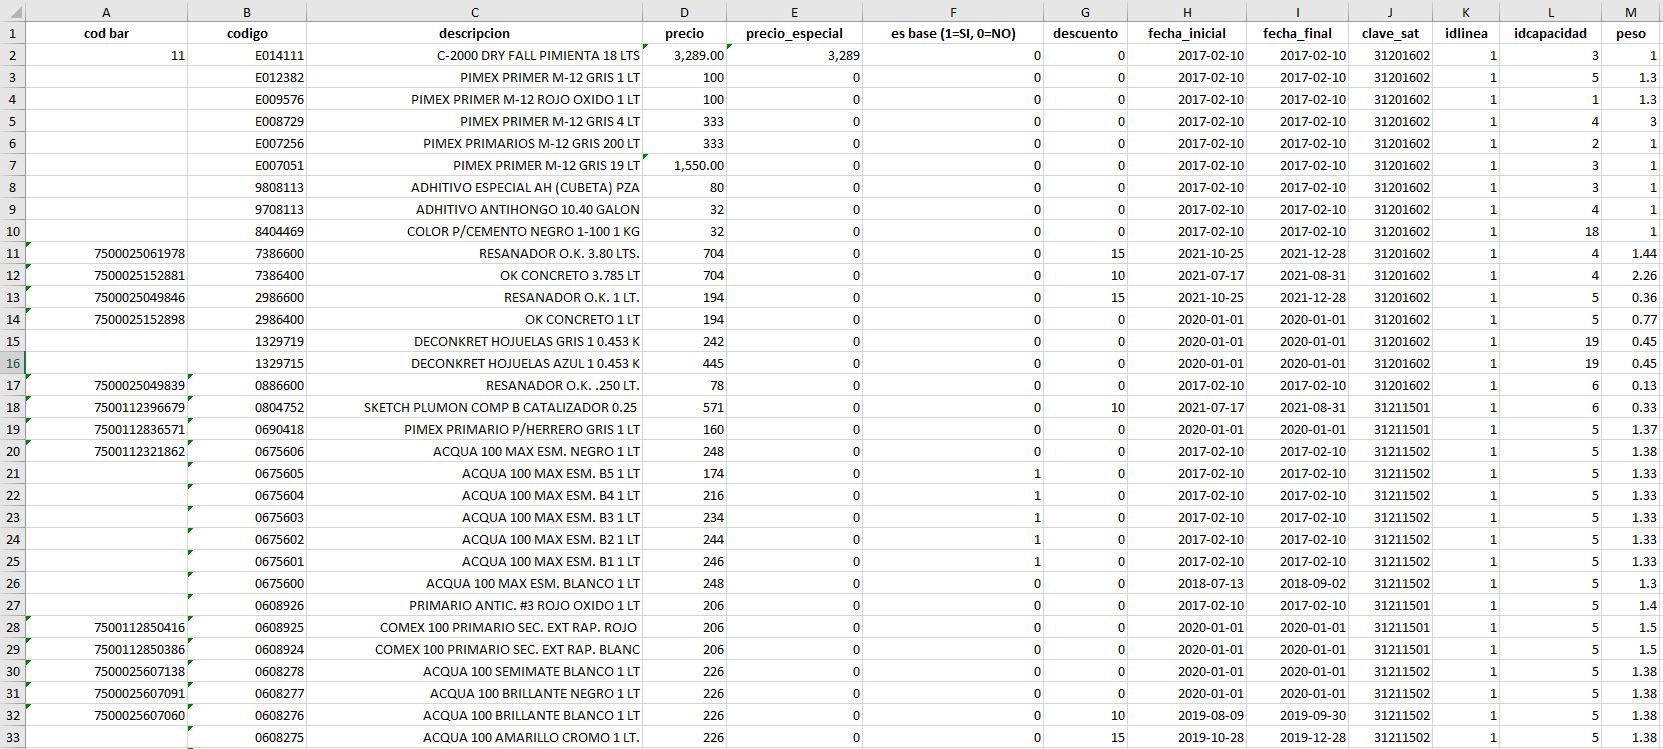 A B C D E F G H I J K L M
1 cod bar codigo descripcion precio precio_especial es base (1=SI, 0=NO) descuento fecha_inicial fecha_final clave_sat idlinea idcapacidad peso
2 11 E014111 C-2000 DRY FALL PIMIENTA 18 LTS 3,289.00 3,289 0 0 2017-02-10 2017-02-10 31201602 1 3 1
3 E012382 PIMEX PRIMER M-12 GRIS 1 LT 100 0 0 0 2017-02-10 2017-02-10 31201602 1 5 1.3
4 E009576 PIMEX PRIMER M-12 ROJO OXIDO 1 LT 100 0 0 0 2017-02-10 2017-02-10 31201602 1 1 1.3
5 E008729 PIMEX PRIMER M-12 GRIS 4 LT 333 0 0 0 2017-02-10 2017-02-10 31201602 1 4 3
6 E007256 PIMEX PRIMARIOS M-12 GRIS 200 LT 333 0 0 0 2017-02-10 2017-02-10 31201602 1 2 1
7 E007051 PIMEX PRIMER M-12 GRIS 19 LT 1,550.00 0 0 0 2017-02-10 2017-02-10 31201602 1 3 1
8 9808113 ADHITIVO ESPECIAL AH (CUBETA) PZA 80 0 0 0 2017-02-10 2017-02-10 31201602 1 3 1
9 9708113 ADHITIVO ANTIHONGO 10.40 GALON 32 0 0 0 2017-02-10 2017-02-10 31201602 1 4 1
10 8404469 COLOR P/CEMENTO NEGRO 1-100 1 KG 32 0 0 0 2017-02-10 2017-02-10 31201602 1 18 1
11 7500025061978 7386600 RESANADOR O.K. 3.80 LTS. 704 0 0 15 2021-10-25 2021-12-28 31201602 1 4 1.44
12 7500025152881 7386400 OK CONCRETO 3.785 LT 704 0 0 10 2021-07-17 2021-08-31 31201602 1 4 2.26
13 7500025049846 2986600 RESANADOR O.K. 1 LT. 194 0 0 15 2021-10-25 2021-12-28 31201602 1 5 0.36
14 7500025152898 2986400 OK CONCRETO 1 LT 194 0 0 0 2020-01-01 2020-01-01 31201602 1 5 0.77
15 1329719 DECONKRET HOJUELAS GRIS 1 0.453 K 242 0 0 0 2020-01-01 2020-01-01 31201602 1 19 0.45
16 1329715 DECONKRET HOJUELAS AZUL 1 0.453 K 445 0 0 0 2020-01-01 2020-01-01 31201602 1 19 0.45
17 7500025049839 0886600 RESANADOR O.K. .250 LT. 78 0 0 0 2017-02-10 2017-02-10 31201602 1 6 0.13
18 7500112396679 0804752 SKETCH PLUMON COMP B CATALIZADOR 0.25 571 0 0 10 2021-07-17 2021-08-31 31211501 1 6 0.33
19 7500112836571 0690418 PIMEX PRIMARIO P/HERRERO GRIS 1 LT 160 0 0 0 2020-01-01 2020-01-01 31211501 1 5 1.37
20 7500112321862 0675606 ACQUA 100 MAX ESM. NEGRO 1 LT 248 0 0 0 2017-02-10 2017-02-10 31211502 1 5 1.38
21 0675605 ACQUA 100 MAX ESM. B5 1 LT 174 0 1 0 2017-02-10 2017-02-10 31211502 1 5 1.33
22 0675604 ACQUA 100 MAX ESM. B4 1 LT 216 0 1 0 2017-02-10 2017-02-10 31211502 1 5 1.33
23 0675603 ACQUA 100 MAX ESM. B3 1 LT 234 0 1 0 2017-02-10 2017-02-10 31211502 1 5 1.33
24 0675602 ACQUA 100 MAX ESM. B2 1 LT 244 0 1 0 2017-02-10 2017-02-10 31211502 1 5 1.33
25 0675601 ACQUA 100 MAX ESM. B1 1 LT 246 0 1 0 2017-02-10 2017-02-10 31211502 1 5 1.33
26 0675600 ACQUA 100 MAX ESM. BLANCO 1 LT 248 0 0 0 2018-07-13 2018-09-02 31211502 1 5 1.3
27 0608926 PRIMARIO ANTIC. #3 ROJO OXIDO 1 LT 206 0 0 0 2017-02-10 2017-02-10 31211501 1 5 1.4
28 7500112850416 0608925 COMEX 100 PRIMARIO SEC. EXT RAP. ROJO 206 0 0 0 2020-01-01 2020-01-01 31211501 1 5 1.5
29 7500112850386 0608924 COMEX 100 PRIMARIO SEC. EXT RAP. BLANC 206 0 0 0 2020-01-01 2020-01-01 31211501 1 5 1.5
30 7500025607138 0608278 ACQUA 100 SEMIMATE BLANCO 1 LT 226 0 0 0 2020-01-01 2020-01-01 31211502 1 5 1.38
31 7500025607091 0608277 ACQUA 100 BRILLANTE NEGRO 1 LT 226 0 0 0 2020-01-01 2020-01-01 31211502 1 5 1.38
32 7500025607060 0608276 ACQUA 100 BRILLANTE BLANCO 1 LT 226 0 0 10 2019-08-09 2019-09-30 31211502 1 5 1.38
33 0608275 ACQUA 100 AMARILLO CROMO 1 LT. 226 0 0 15 2019-10-28 2019-12-28 31211502 1 5 1.38